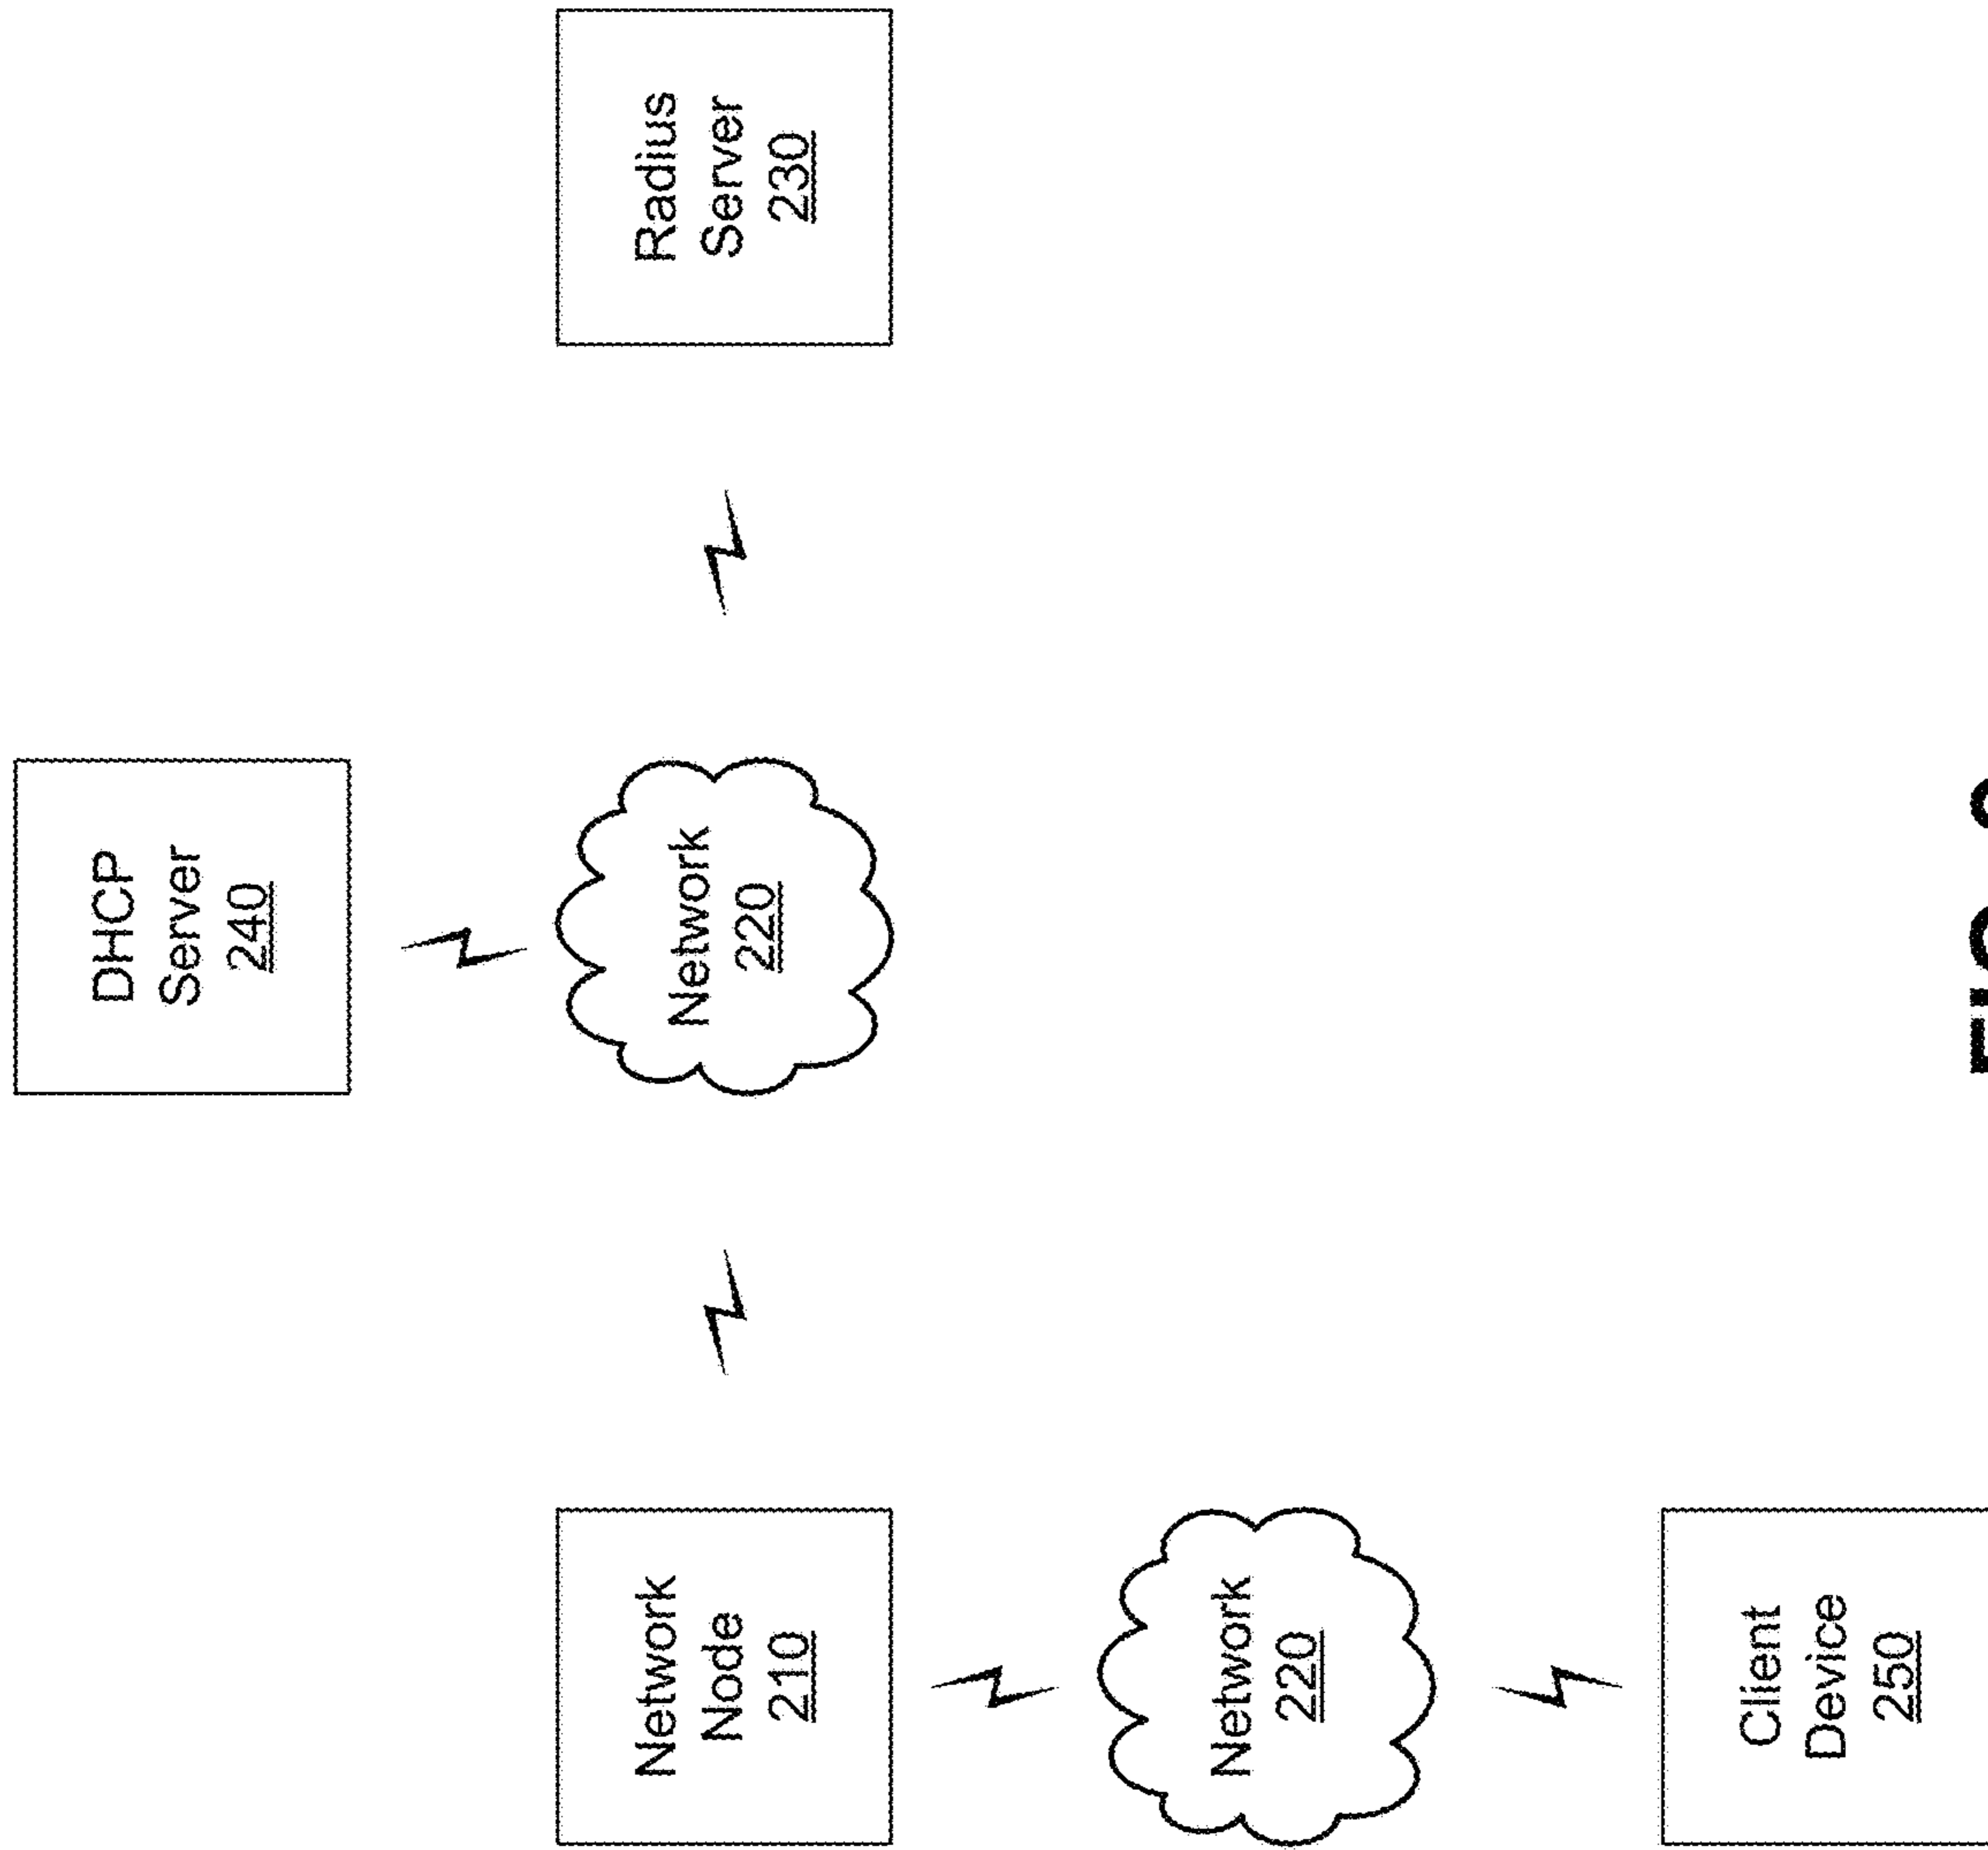 DHCP
Server
240
Network
Node
210
Network
220
Radius
Server
230
Network
220
Client
Device
250